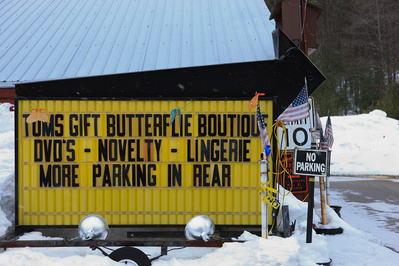 TOMS GIFT BUTTERFLIE BOUTIQU
DVD'S - NOVELTY - LINGERIE
MORE PARKING IN REAR
NO
PARKING